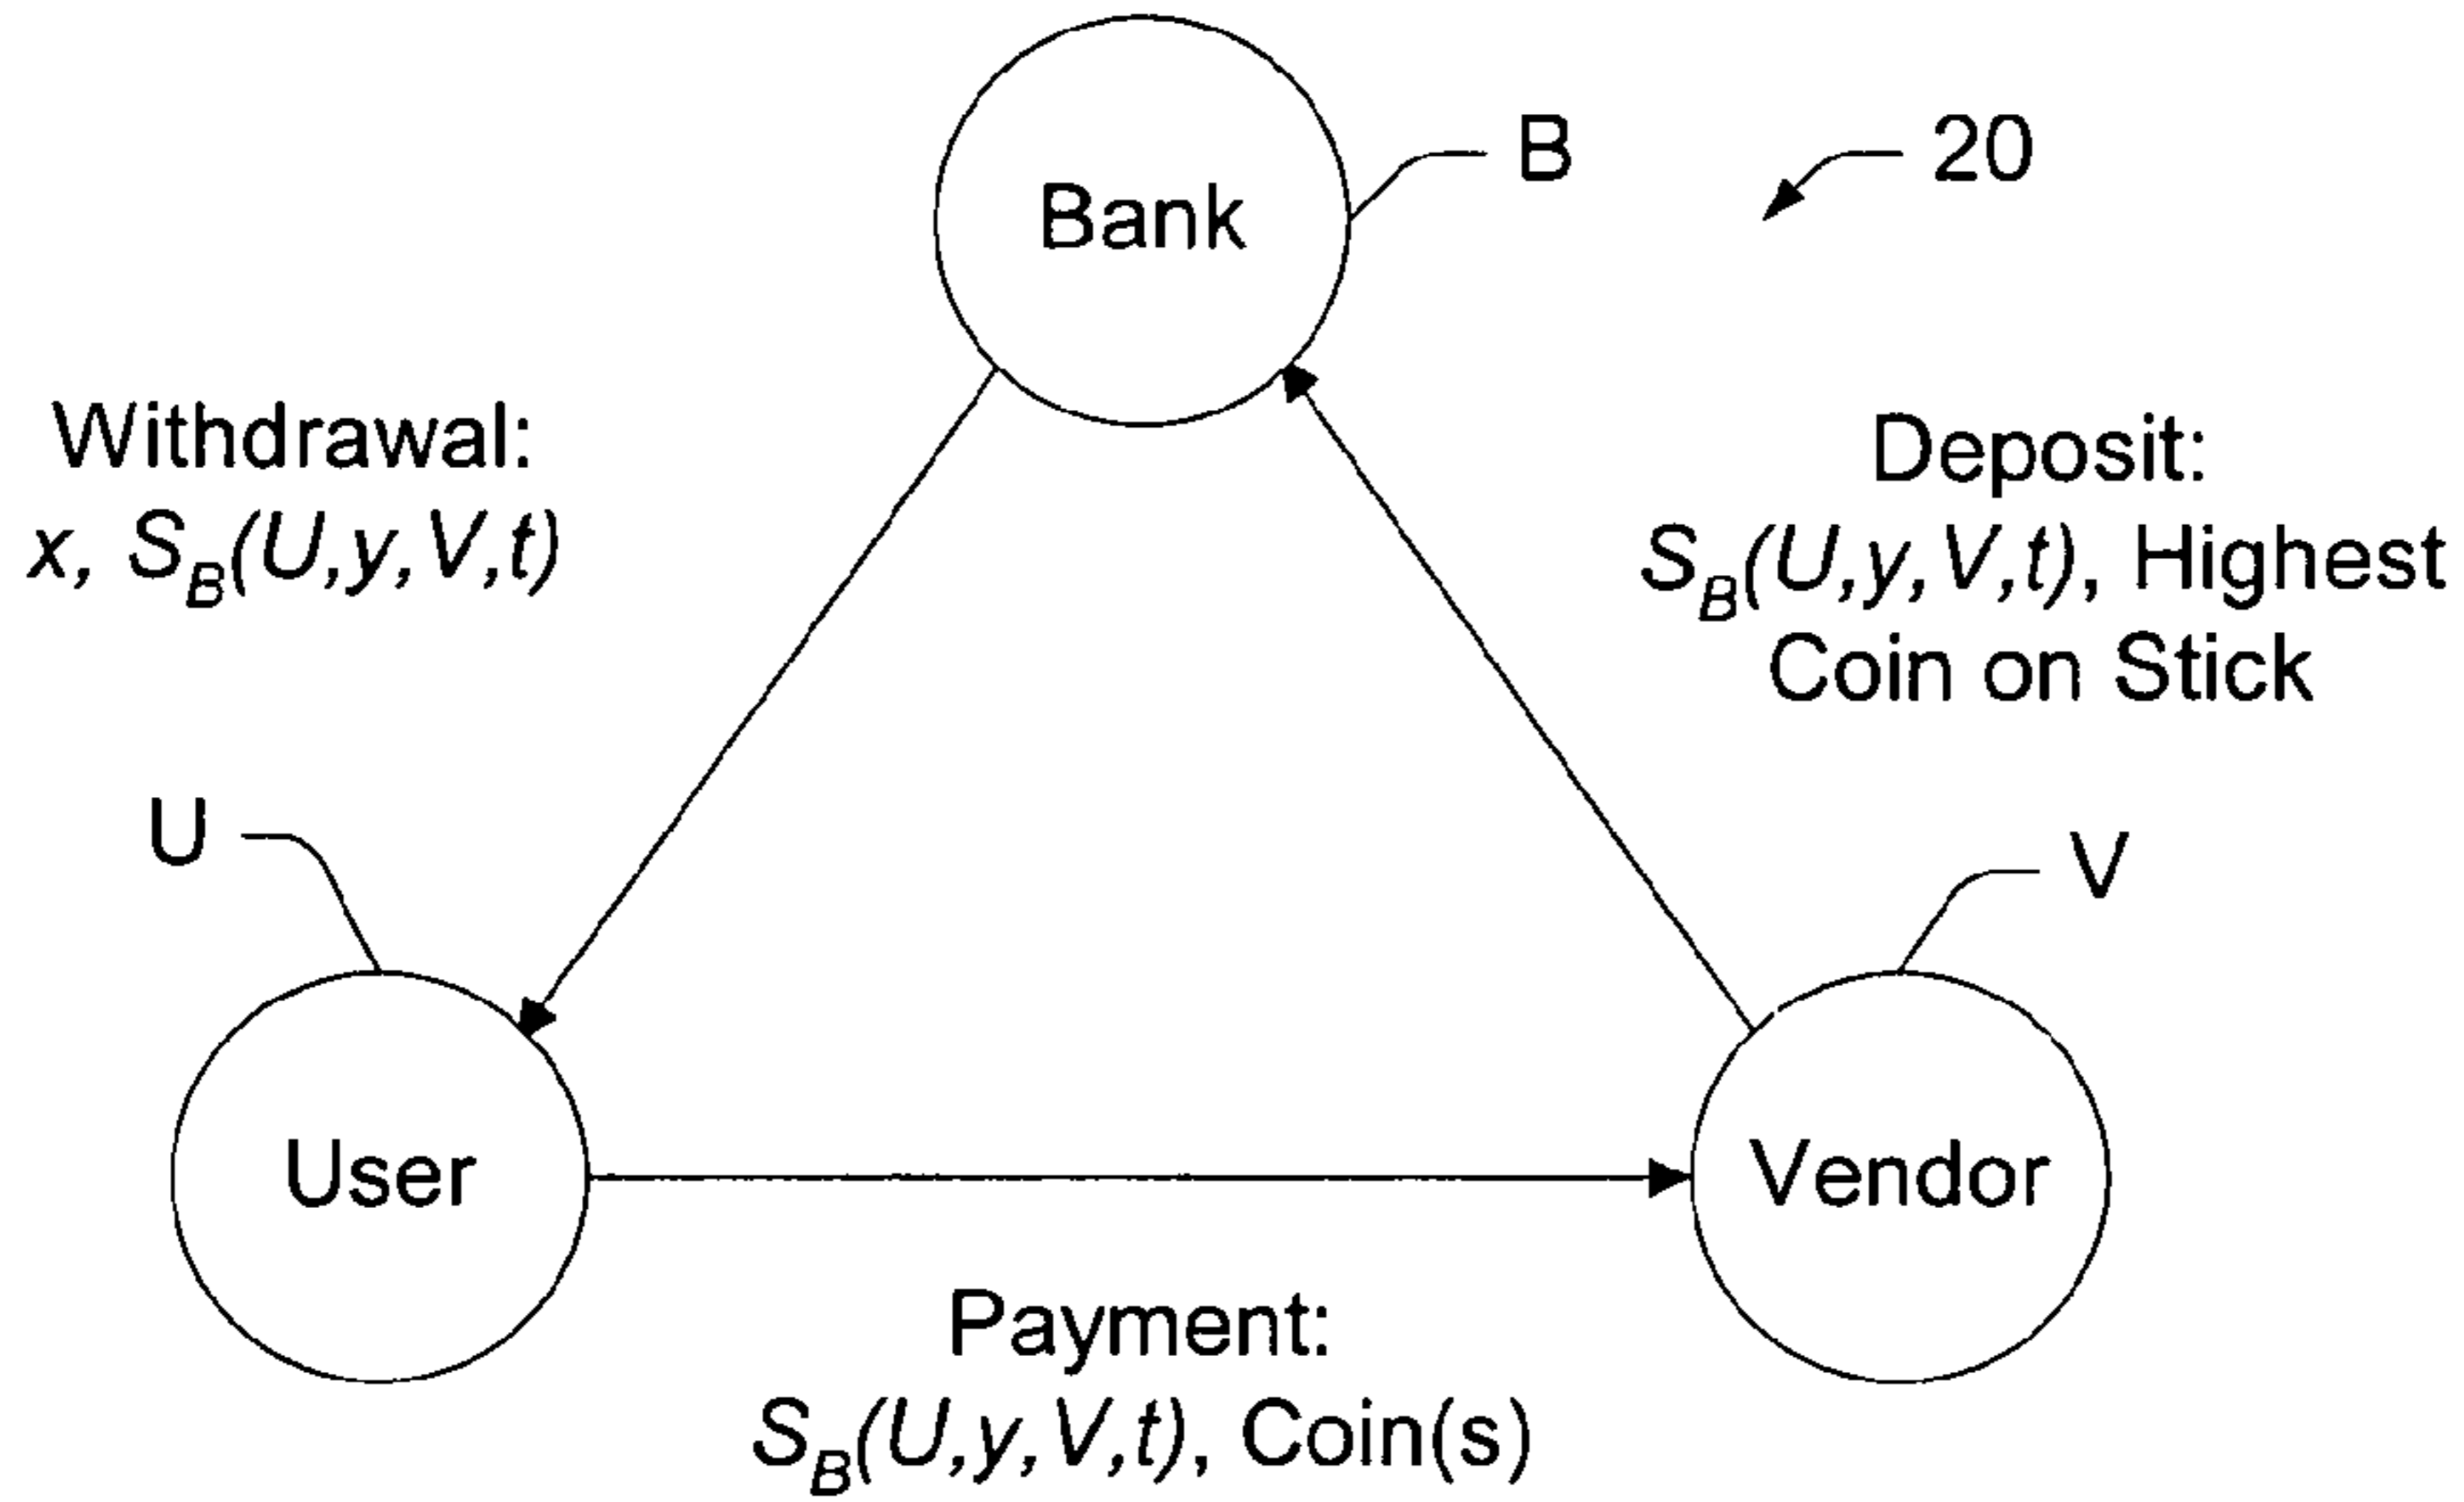 B
20
Bank
Withdrawal:
x, S_B(U,y,V,t)
Deposit:
S_B(U,y,V,t), Highest
Coin on Stick
U
V
User
Vendor
Payment:
S_B(U,y,V,t), Coin(s)